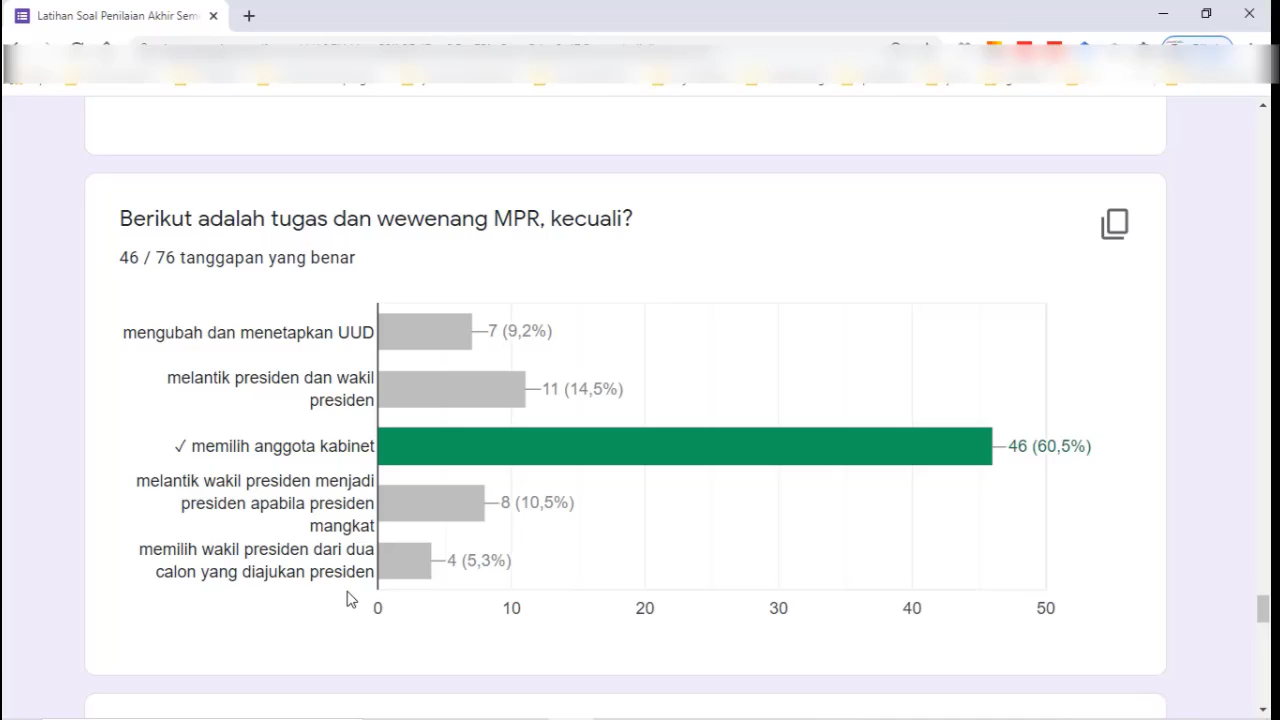 Latihan Soal Penilaian Akhir Sem
Berikut adalah tugas dan wewenang MPR, kecuali?
46 / 76 tanggapan yang benar
mengubah dan menetapkan UUD
7 (9,2%)
melantik presiden dan wakil
presiden
11 (14,5%)
✓ memilih anggota kabinet
46 (60,5%)
melantik wakil presiden menjadi
presiden apabila presiden
mangkat
8 (10,5%)
memilih wakil presiden dari dua
calon yang diajukan presiden
4 (5,3%)
0 10 20 30 40 50